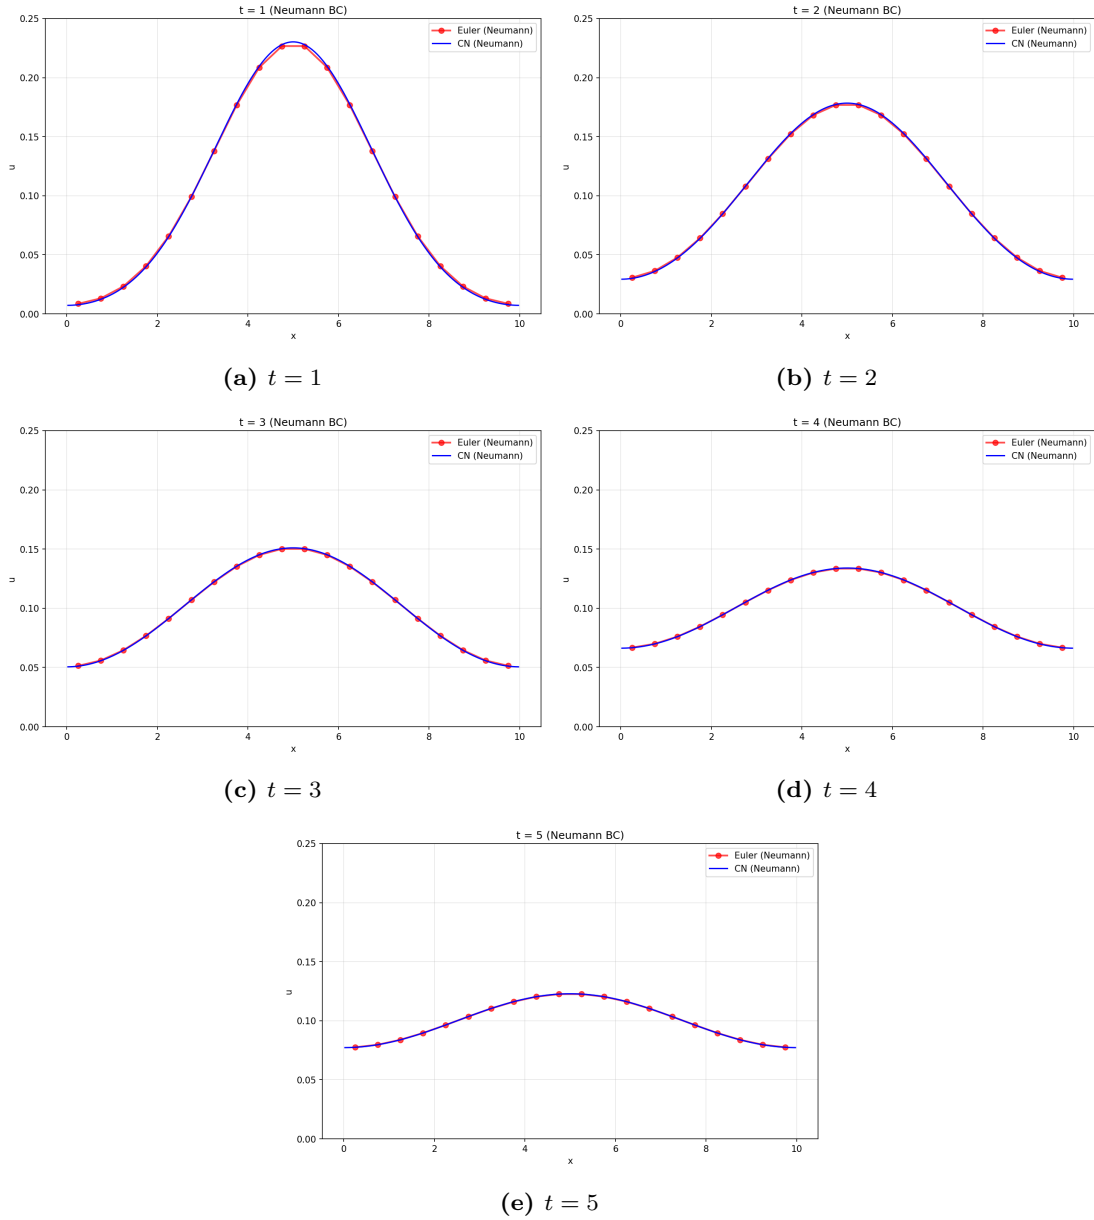 t = 1 (Neumann BC)
Euler (Neumann)
CN (Neumann)
0.25
0.20
0.15
0.10
0.05
0.00
u
0 2 4 6 8 10
x
(a) t = 1
t = 2 (Neumann BC)
Euler (Neumann)
CN (Neumann)
0.25
0.20
0.15
0.10
0.05
0.00
u
0 2 4 6 8 10
x
(b) t = 2
t = 3 (Neumann BC)
Euler (Neumann)
CN (Neumann)
0.25
0.20
0.15
0.10
0.05
0.00
u
0 2 4 6 8 10
x
(c) t = 3
t = 4 (Neumann BC)
Euler (Neumann)
CN (Neumann)
0.25
0.20
0.15
0.10
0.05
0.00
u
0 2 4 6 8 10
x
(d) t = 4
t = 5 (Neumann BC)
Euler (Neumann)
CN (Neumann)
0.25
0.20
0.15
0.10
0.05
0.00
u
0 2 4 6 8 10
x
(e) t = 5